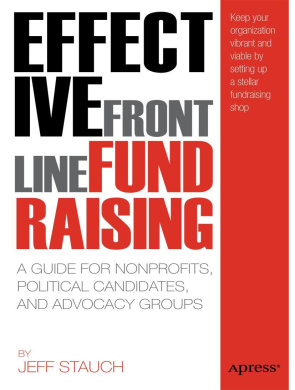 EFFECT
IVEFRONT
LINEFUND
RAISING
A GUIDE FOR NONPROFITS,
POLITICAL CANDIDATES,
AND ADVOCACY GROUPS
BY
JEFF STAUCH
Keep your
organization
vibrant and
viable by
setting up
a stellar
fundraising
shop
Apress®